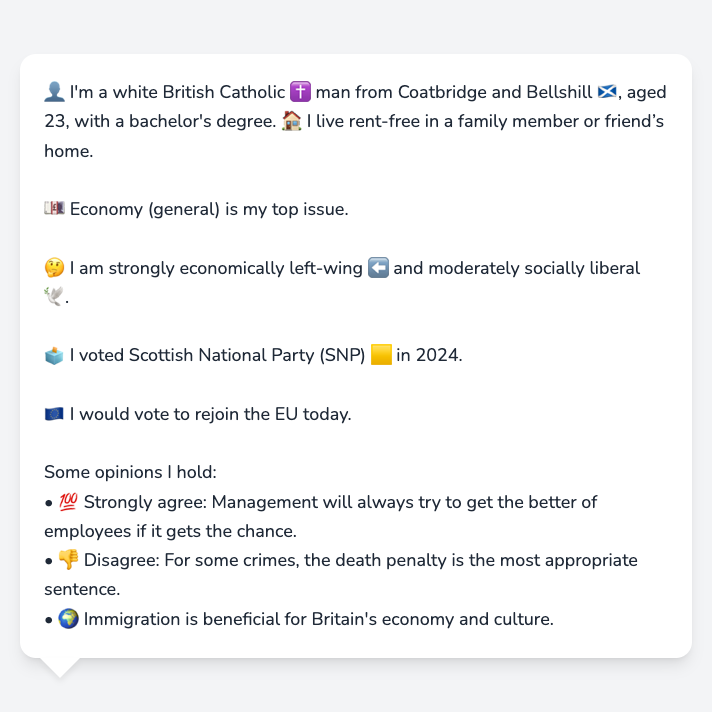 👤 I'm a white British Catholic ✝️ man from Coatbridge and Bellshill 🏴󠁧󠁢󠁳󠁣󠁴󠁿, aged
23, with a bachelor's degree. 🏠 I live rent-free in a family member or friend’s
home.
💷 Economy (general) is my top issue.
🤔 I am strongly economically left-wing ⬅️ and moderately socially liberal
🕊️.
🗳️ I voted Scottish National Party (SNP) 🟨 in 2024.
🇪🇺 I would vote to rejoin the EU today.
Some opinions I hold:
• 💯 Strongly agree: Management will always try to get the better of
employees if it gets the chance.
• 👎 Disagree: For some crimes, the death penalty is the most appropriate
sentence.
• 🌍 Immigration is beneficial for Britain's economy and culture.